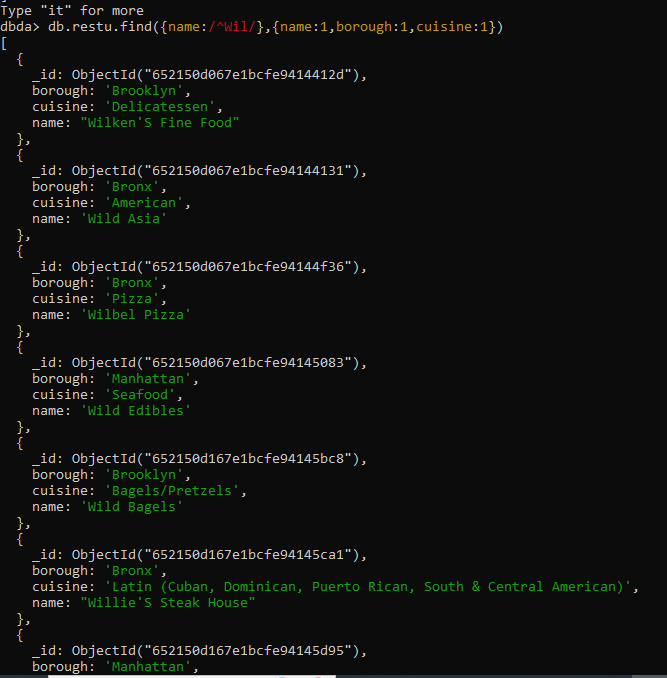 Type "it" for more
dbda> db.restu.find({name:/^Wil/},{name:1,borough:1,cuisine:1})
[
  {
    _id: ObjectId("652150d067e1bcfe9414412d"),
    borough: 'Brooklyn',
    cuisine: 'Delicatessen',
    name: "Wilken'S Fine Food"
  },
  {
    _id: ObjectId("652150d067e1bcfe94144131"),
    borough: 'Bronx',
    cuisine: 'American',
    name: 'Wild Asia'
  },
  {
    _id: ObjectId("652150d067e1bcfe94144f36"),
    borough: 'Bronx',
    cuisine: 'Pizza',
    name: 'Wilbel Pizza'
  },
  {
    _id: ObjectId("652150d067e1bcfe94145083"),
    borough: 'Manhattan',
    cuisine: 'Seafood',
    name: 'Wild Edibles'
  },
  {
    _id: ObjectId("652150d167e1bcfe94145bc8"),
    borough: 'Brooklyn',
    cuisine: 'Bagels/Pretzels',
    name: 'Wild Bagels'
  },
  {
    _id: ObjectId("652150d167e1bcfe94145ca1"),
    borough: 'Bronx',
    cuisine: 'Latin (Cuban, Dominican, Puerto Rican, South & Central American)',
    name: "Willie'S Steak House"
  },
  {
    _id: ObjectId("652150d167e1bcfe94145d95"),
    borough: 'Manhattan',